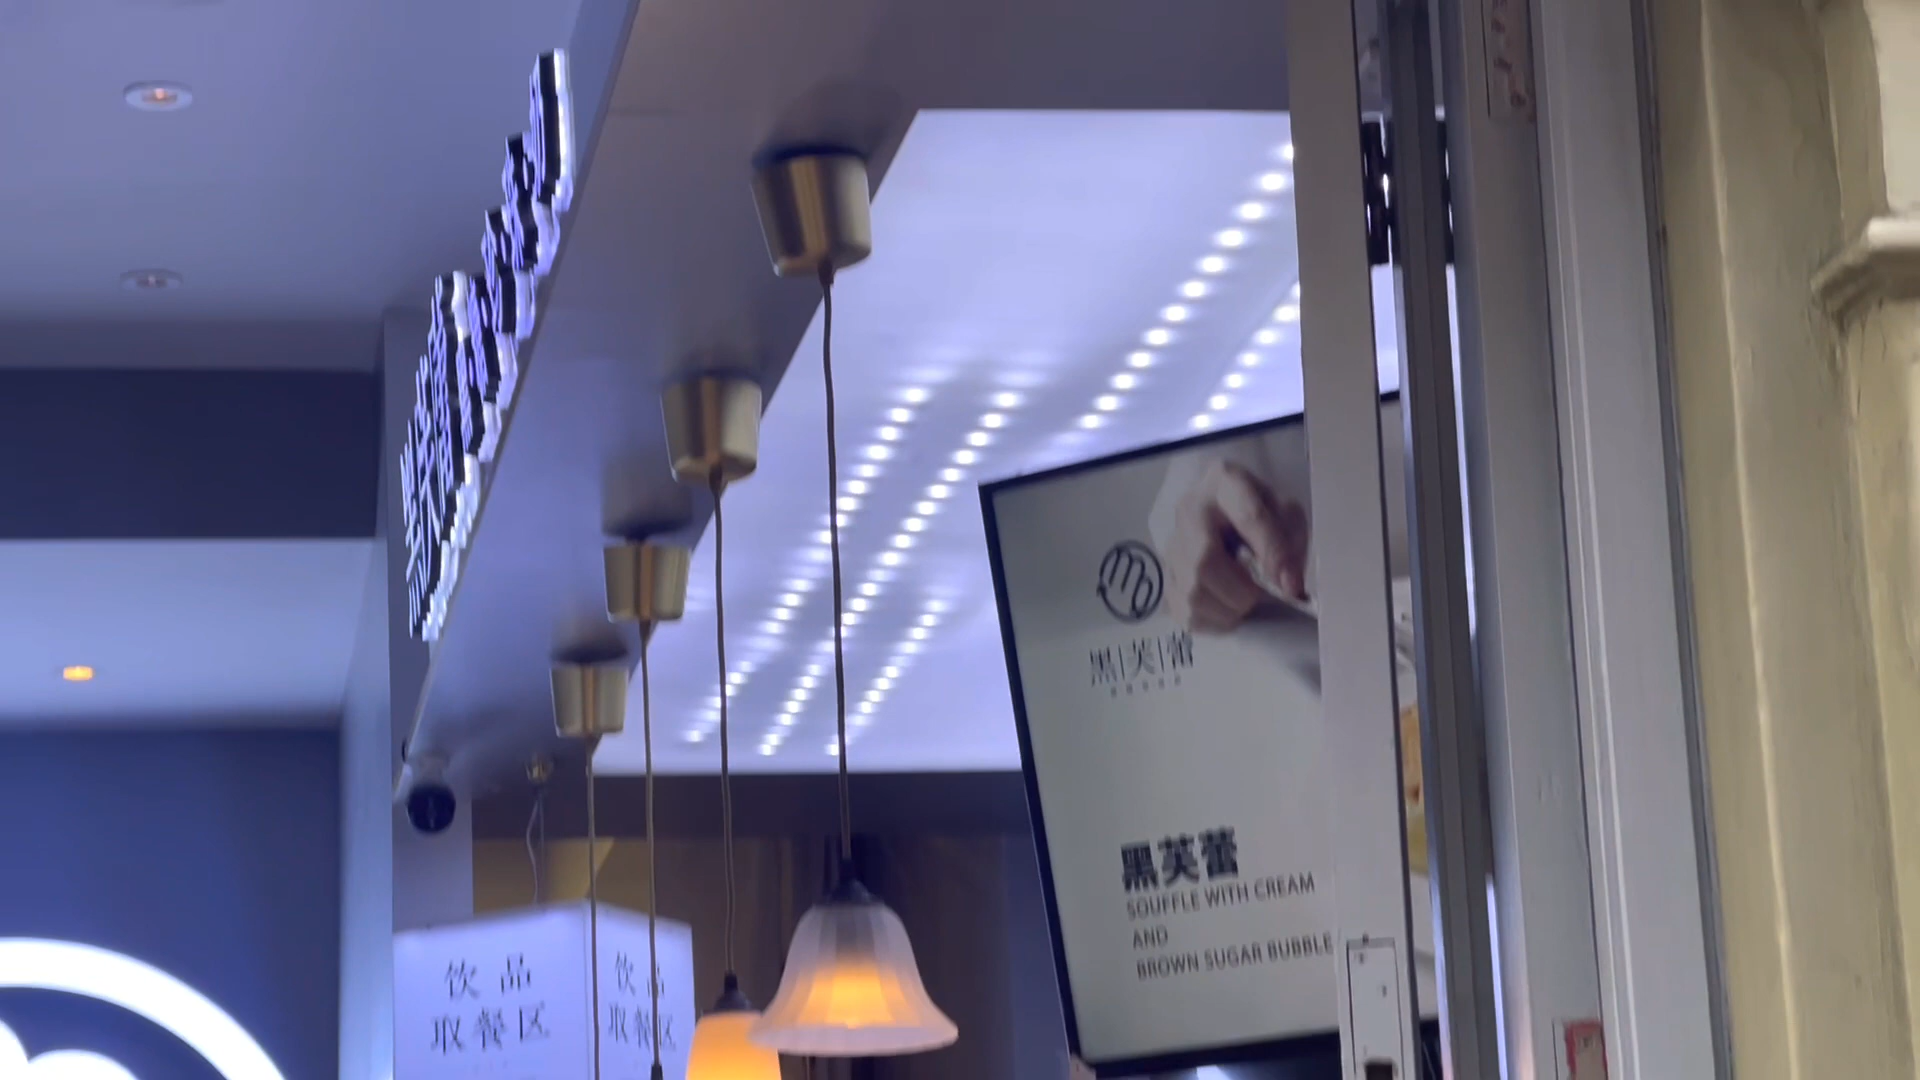 黑|芙|蕾
黑芙蕾
SOUFFLE WITH CREAM
AND
BROWN SUGAR BUBBLE
饮品
取餐区
饮品
取餐区